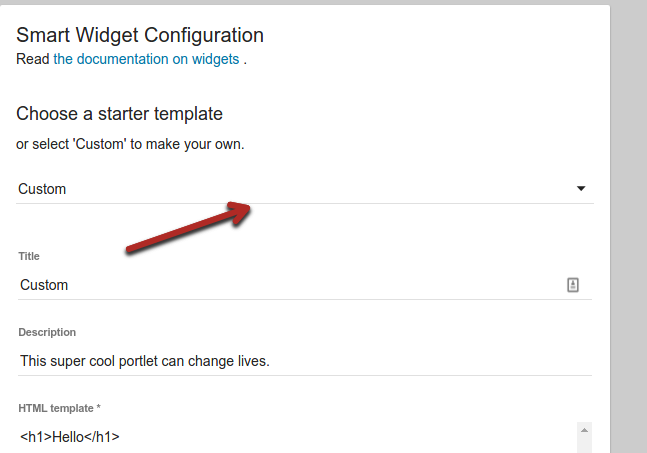 Smart Widget Configuration
Read the documentation on widgets .
Choose a starter template
or select 'Custom' to make your own.
Custom
Title
Custom
Description
This super cool portlet can change lives.
HTML template *
<h1>Hello</h1>